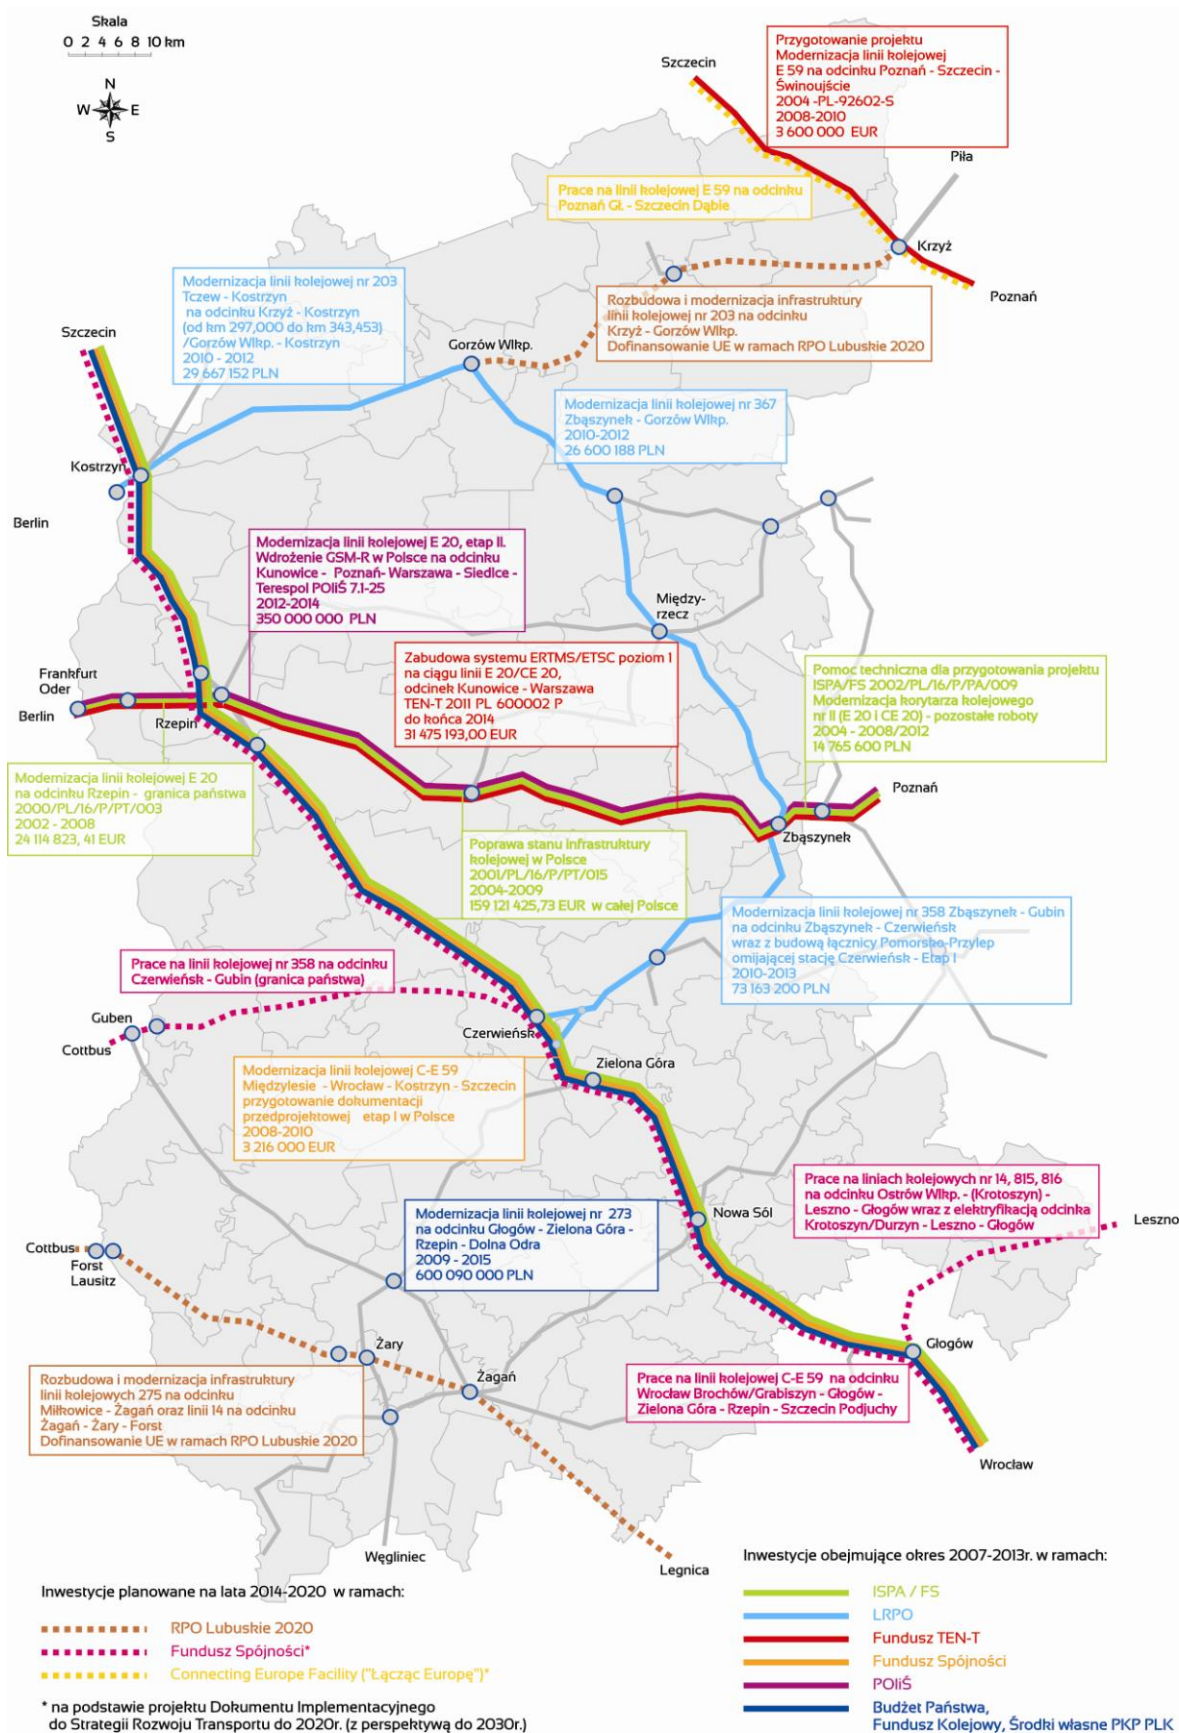 Skala
0 2 4 6 8 10 km
N
W E
S
Szczecin
Przygotowanie projektu
Modernizacja linii kolejowej
E 59 na odcinku Poznań - Szczecin -
Świnoujście
2004 -PL-92602-S
2008-2010
3 600 000 EUR
Piła
Prace na linii kolejowej E 59 na odcinku
Poznań Gł. - Szczecin Dąbie
Krzyż
Poznań
Modernizacja linii kolejowej nr 203
Tczew - Kostrzyn
na odcinku Krzyż - Kostrzyn
(od km 297,000 do km 343,453)
/Gorzów Wlkp. - Kostrzyn
2010 - 2012
29 667 152 PLN
Rozbudowa i modernizacja infrastruktury
linii kolejowej nr 203 na odcinku
Krzyż - Gorzów Wlkp.
Dofinansowanie UE w ramach RPO Lubuskie 2020
Szczecin
Gorzów Wlkp.
Modernizacja linii kolejowej nr 367
Zbąszynek - Gorzów Wlkp.
2010-2012
26 600 188 PLN
Kostrzyn
Berlin
Modernizacja linii kolejowej E 20, etap II.
Wdrożenie GSM-R w Polsce na odcinku
Kunowice - Poznań- Warszawa - Siedlce -
Terespol POIiŚ 7.1-25
2012-2014
350 000 000 PLN
Między-
rzecz
Zabudowa systemu ERTMS/ETSC poziom 1
na ciągu linii E 20/CE 20,
odcinek Kunowice - Warszawa
TEN-T 2011 PL 600002 P
do końca 2014
31 475 193,00 EUR
Pomoc techniczna dla przygotowania projektu
ISPA/FS 2002/PL/16/P/PA/009
Modernizacja korytarza kolejowego
nr II (E 20 i CE 20) - pozostałe roboty
2004 - 2008/2012
14 765 600 PLN
Frankfurt
Oder
Berlin
Rzepin
Modernizacja linii kolejowej E 20
na odcinku Rzepin - granica państwa
2000/PL/16/P/PT/003
2002 - 2008
24 114 823, 41 EUR
Poznań
Zbąszynek
Poprawa stanu infrastruktury
kolejowej w Polsce
2001/PL/16/P/PT/015
2004-2009
159 121 425,73 EUR w całej Polsce
Modernizacja linii kolejowej nr 358 Zbąszynek - Gubin
na odcinku Zbąszynek - Czerwieńsk
wraz z budową łącznicy Pomorsko-Przylep
omijającej stację Czerwieńsk - Etap I
2010-2013
73 163 200 PLN
Prace na linii kolejowej nr 358 na odcinku
Czerwieńsk - Gubin (granica państwa)
Guben
Cottbus
Czerwieńsk
Zielona Góra
Modernizacja linii kolejowej C-E 59
Międzylesie - Wrocław - Kostrzyn - Szczecin
przygotowanie dokumentacji
przedprojektowej etap I w Polsce
2008-2010
3 216 000 EUR
Prace na liniach kolejowych nr 14, 815, 816
na odcinku Ostrów Wlkp. - (Krotoszyn) -
Leszno - Głogów wraz z elektryfikacją odcinka
Krotoszyn/Durzyn - Leszno - Głogów
Leszno
Nowa Sól
Modernizacja linii kolejowej nr 273
na odcinku Głogów - Zielona Góra -
Rzepin - Dolna Odra
2009 - 2015
600 090 000 PLN
Cottbus
Forst
Lausitz
Żary
Żagań
Głogów
Prace na linii kolejowej C-E 59 na odcinku
Wrocław Brochów/Grabiszyn - Głogów -
Zielona Góra - Rzepin - Szczecin Podjuchy
Rozbudowa i modernizacja infrastruktury
linii kolejowych 275 na odcinku
Miłkowice - Żagań oraz linii 14 na odcinku
Żagań - Żary - Forst
Dofinansowanie UE w ramach RPO Lubuskie 2020
Wrocław
Węgliniec
Legnica
Inwestycje planowane na lata 2014-2020 w ramach:
RPO Lubuskie 2020
Fundusz Spójności*
Connecting Europe Facility ("Łącząc Europę")*
* na podstawie projektu Dokumentu Implementacyjnego
do Strategii Rozwoju Transportu do 2020r. (z perspektywą do 2030r.)
Inwestycje obejmujące okres 2007-2013r. w ramach:
ISPA / FS
LRPO
Fundusz TEN-T
Fundusz Spójności
POIiŚ
Budżet Państwa,
Fundusz Kolejowy, Środki własne PKP PLK